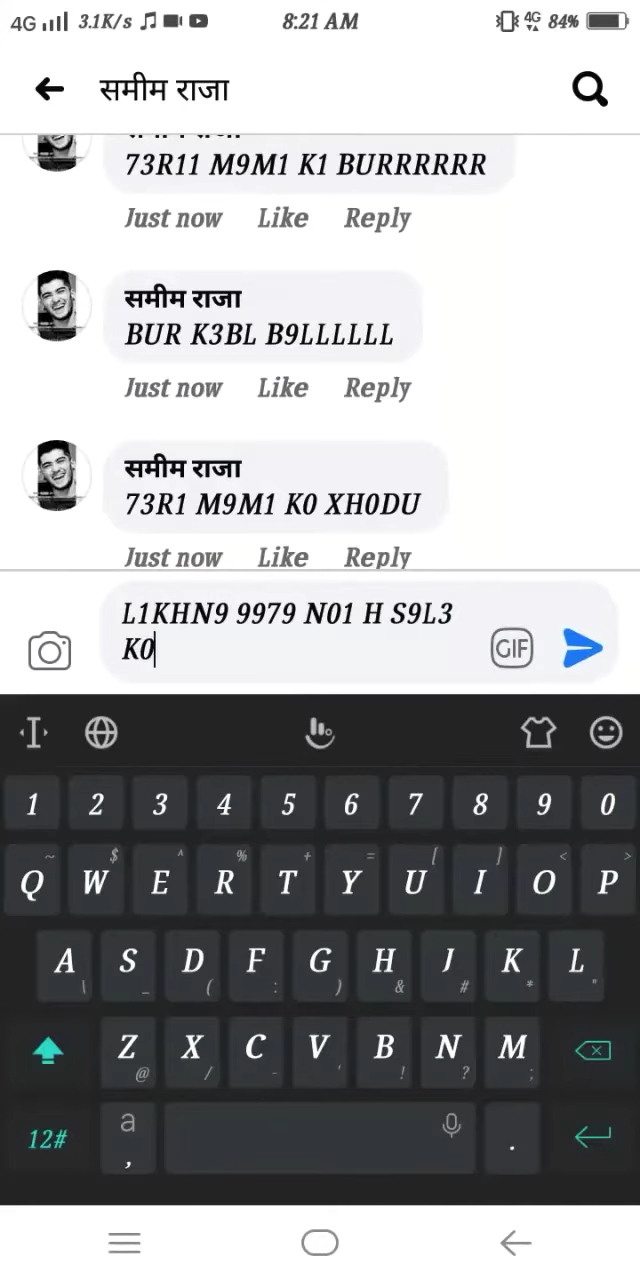 4G 3.1K/s 8:21 AM 4G 84%
समीम राजा
73R11 M9M1 K1 BURRRRRR
Just now Like Reply
समीम राजा
BUR K3BL B9LLLLLL
Just now Like Reply
समीम राजा
73R1 M9M1 K0 XH0DU
Just now Like Reply
L1KHN9 9979 N01 H S9L3
K0
GIF
1 2 3 4 5 6 7 8 9 0
~ $ ^ % + = [ ] < >
Q W E R T Y U I O P
A S D F G H J K L
\ _ ( : ) & # * "
Z X C V B N M
@ / - ' ! ? ;
12# a , .